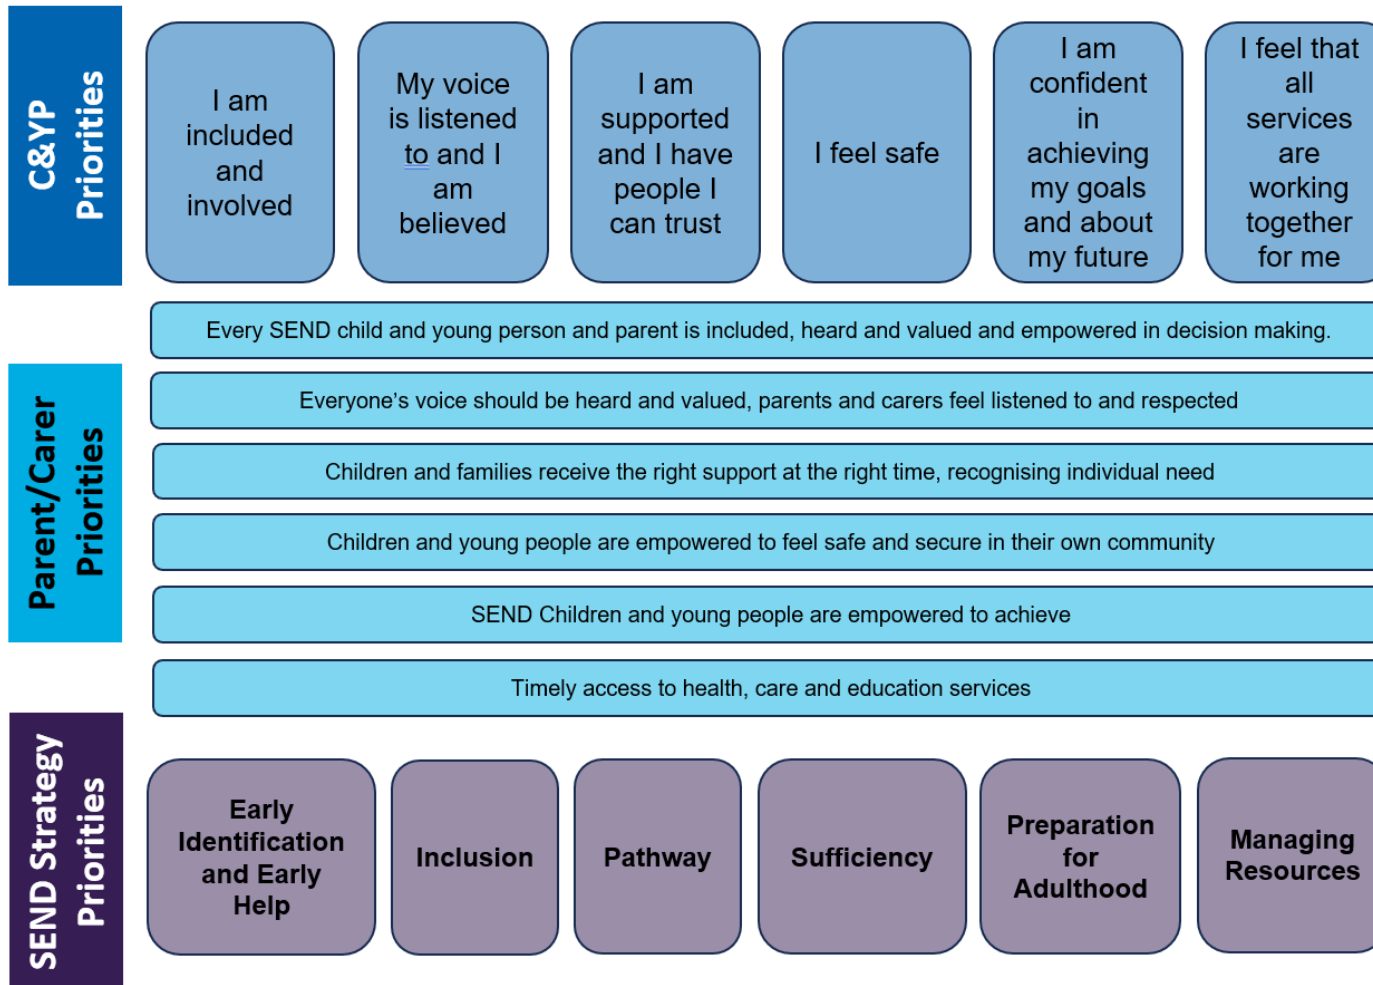 C&YP
Priorities
I am
included
and
involved
My voice
is listened
to and I
am
believed
I am
supported
and I have
people I
can trust
I feel safe
I am
confident
in
achieving
my goals
and about
my future
I feel that
all
services
are
working
together
for me
Every SEND child and young person and parent is included, heard and valued and empowered in decision making.
Parent/Carer
Priorities
Everyone’s voice should be heard and valued, parents and carers feel listened to and respected
Children and families receive the right support at the right time, recognising individual need
Children and young people are empowered to feel safe and secure in their own community
SEND Children and young people are empowered to achieve
Timely access to health, care and education services
SEND Strategy
Priorities
Early
Identification
and Early
Help
Inclusion
Pathway
Sufficiency
Preparation
for
Adulthood
Managing
Resources